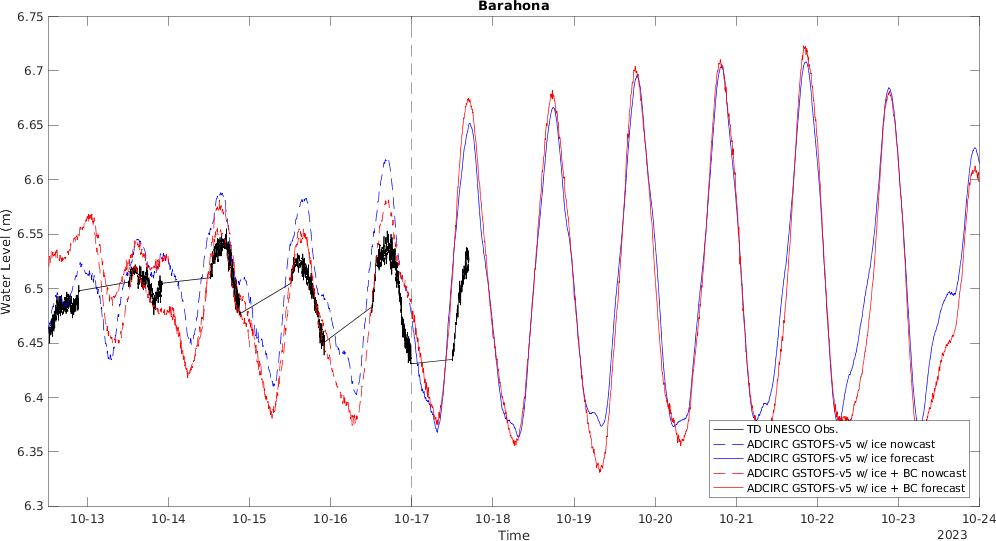 Barahona
6.75
6.7
6.65
6.6
6.55
6.5
6.45
6.4
6.35
6.3
Water Level (m)
TD UNESCO Obs.
ADCIRC GSTOFS-v5 w/ ice nowcast
ADCIRC GSTOFS-v5 w/ ice forecast
ADCIRC GSTOFS-v5 w/ ice + BC nowcast
ADCIRC GSTOFS-v5 w/ ice + BC forecast
10-13 10-14 10-15 10-16 10-17 10-18 10-19 10-20 10-21 10-22 10-23 10-24
Time
2023